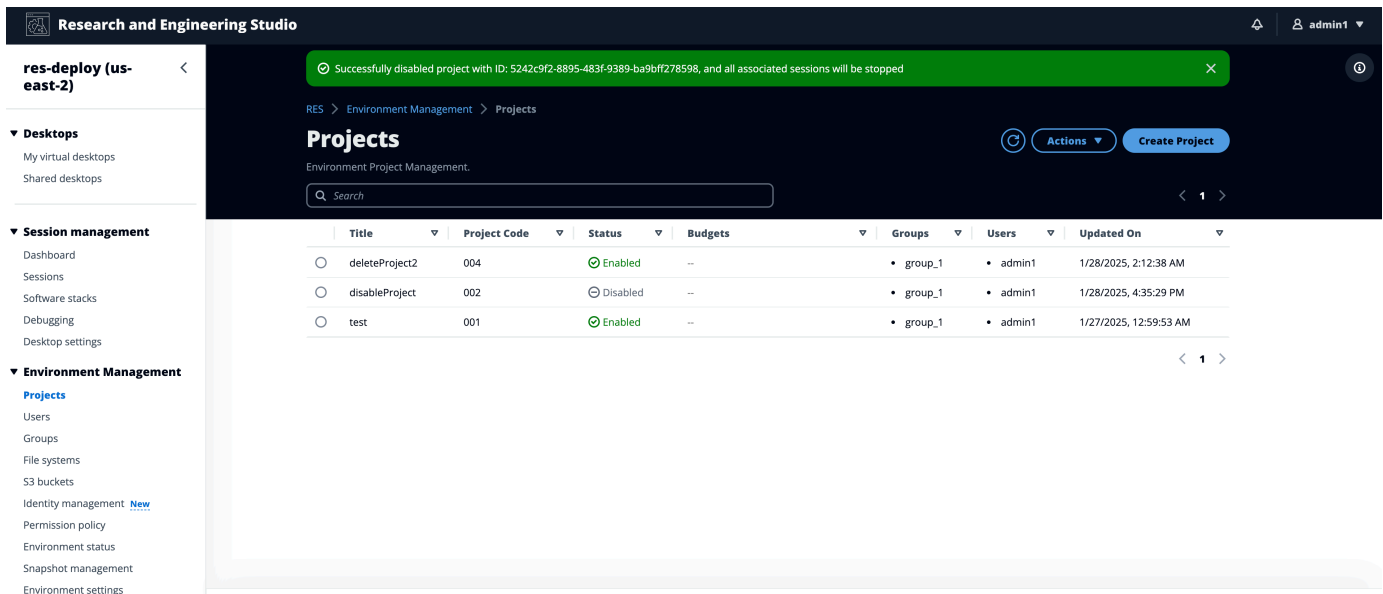 Research and Engineering Studio
admin1
res-deploy (us-
east-2)
Desktops
My virtual desktops
Shared desktops
Session management
Dashboard
Sessions
Software stacks
Debugging
Desktop settings
Environment Management
Projects
Users
Groups
File systems
S3 buckets
Identity management New
Permission policy
Environment status
Snapshot management
Environment settings
Successfully disabled project with ID: 5242c9f2-8895-483f-9389-ba9bff278598, and all associated sessions will be stopped
RES > Environment Management > Projects
Projects
Actions
Create Project
Environment Project Management.
Search
< 1 >
Title Project Code Status Budgets Groups Users Updated On
deleteProject2 004 Enabled -- • group_1 • admin1 1/28/2025, 2:12:38 AM
disableProject 002 Disabled -- • group_1 • admin1 1/28/2025, 4:35:29 PM
test 001 Enabled -- • group_1 • admin1 1/27/2025, 12:59:53 AM
< 1 >